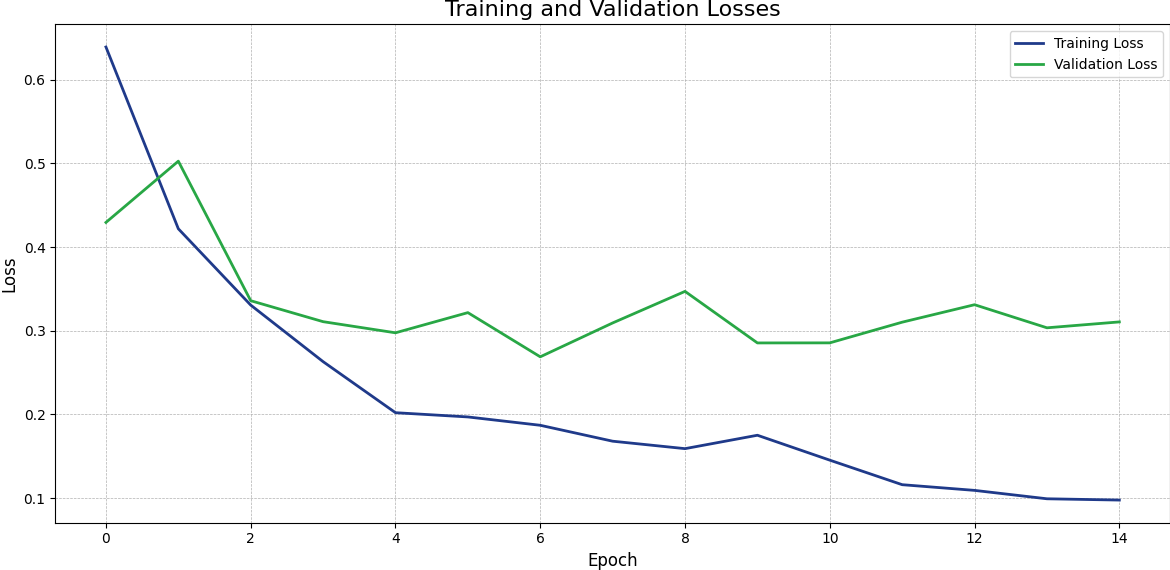 Training and Validation Losses
Training Loss
Validation Loss
0.6
0.5
0.4
0.3
0.2
0.1
Loss
0 2 4 6 8 10 12 14
Epoch